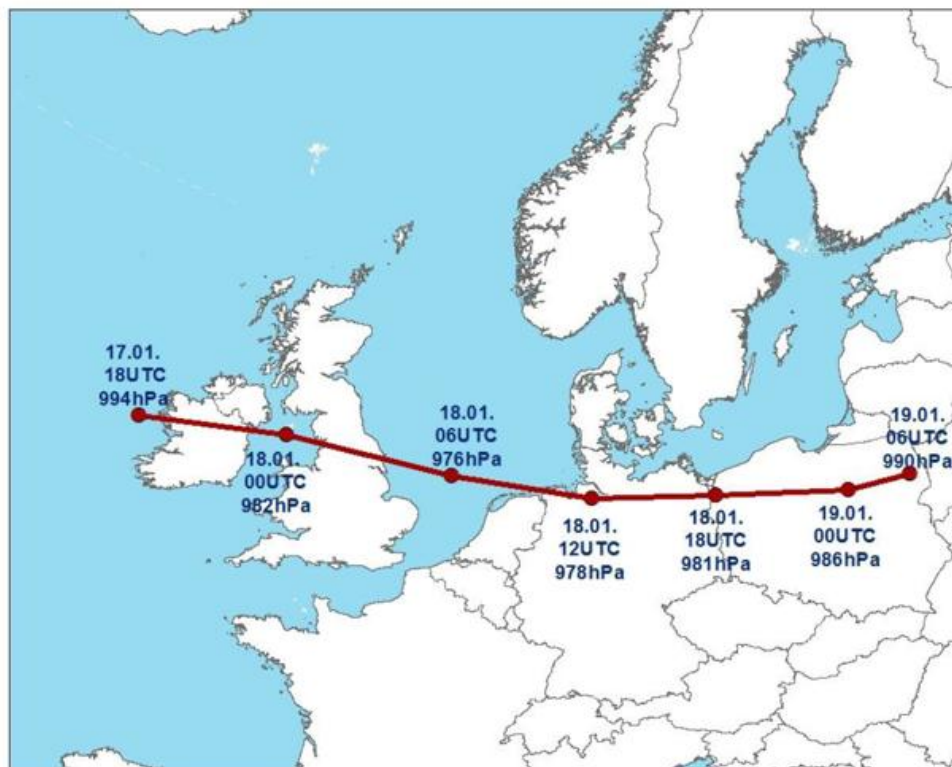 17.01.
18UTC
994hPa
18.01.
00UTC
982hPa
18.01.
06UTC
976hPa
18.01.
12UTC
978hPa
18.01.
18UTC
981hPa
19.01.
00UTC
986hPa
19.01.
06UTC
990hPa